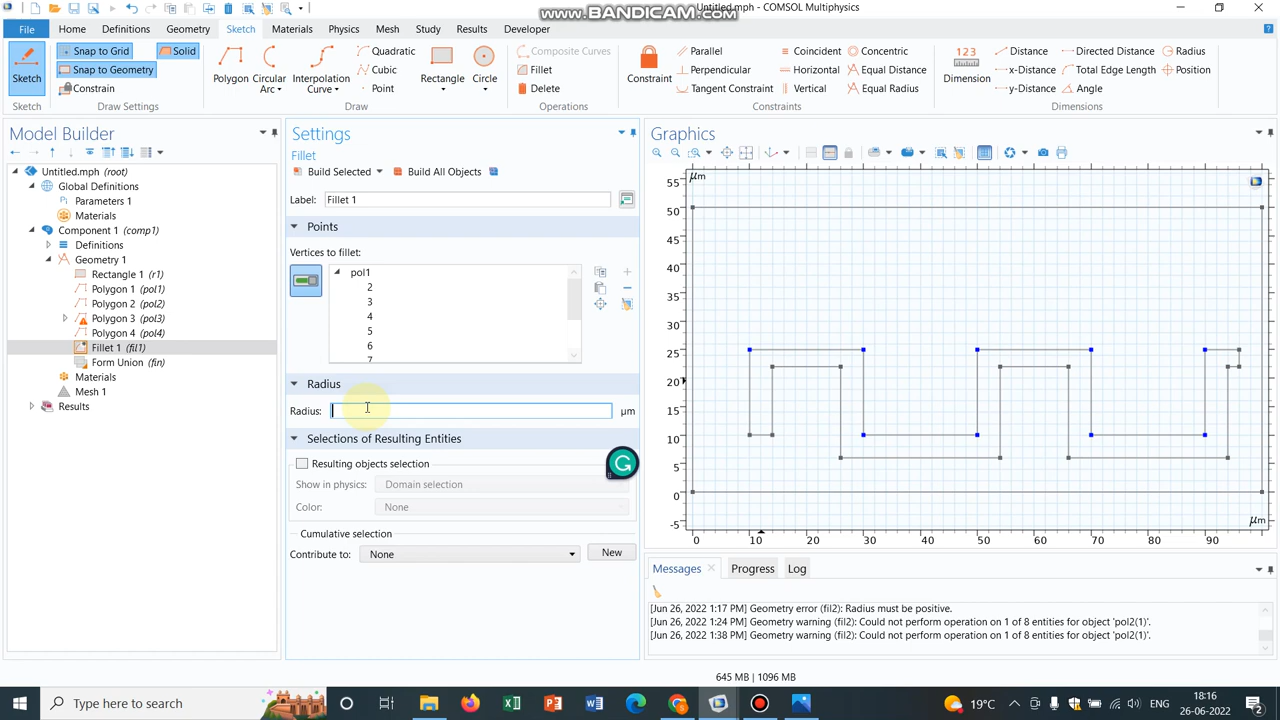 WWW.BANDICAM.COM
Untitled.mph - COMSOL Multiphysics
File
Home
Definitions
Geometry
Sketch
Materials
Physics
Mesh
Study
Results
Developer
Sketch
Snap to Grid
Solid
Snap to Geometry
Constrain
Draw Settings
Polygon
Circular Arc
Interpolation Curve
Quadratic
Cubic
Point
Rectangle
Circle
Draw
Composite Curves
Fillet
Delete
Operations
Constraint
Parallel
Perpendicular
Tangent Constraint
Coincident
Horizontal
Vertical
Concentric
Equal Distance
Equal Radius
Constraints
123
Dimension
Distance
x-Distance
y-Distance
Directed Distance
Total Edge Length
Angle
Radius
Position
Dimensions
Model Builder
Untitled.mph (root)
Global Definitions
Parameters 1
Materials
Component 1 (comp1)
Definitions
Geometry 1
Rectangle 1 (r1)
Polygon 1 (pol1)
Polygon 2 (pol2)
Polygon 3 (pol3)
Polygon 4 (pol4)
Fillet 1 (fil1)
Form Union (fin)
Materials
Mesh 1
Results
Settings
Fillet
Build Selected
Build All Objects
Label: Fillet 1
Points
Vertices to fillet:
pol1
2
3
4
5
6
7
Radius
Radius: µm
Selections of Resulting Entities
Resulting objects selection
Show in physics: Domain selection
Color: None
Cumulative selection
Contribute to: None
New
Graphics
µm
55
50
45
40
35
30
25
20
15
10
5
0
-5
µm
0 10 20 30 40 50 60 70 80 90
Messages
Progress
Log
[Jun 26, 2022 1:17 PM] Geometry error (fil2): Radius must be positive.
[Jun 26, 2022 1:24 PM] Geometry warning (fil2): Could not perform operation on 1 of 8 entities for object 'pol2(1)'.
[Jun 26, 2022 1:38 PM] Geometry warning (fil2): Could not perform operation on 1 of 8 entities for object 'pol2(1)'.
645 MB | 1096 MB
Type here to search
19°C
ENG
18:16
26-06-2022
2